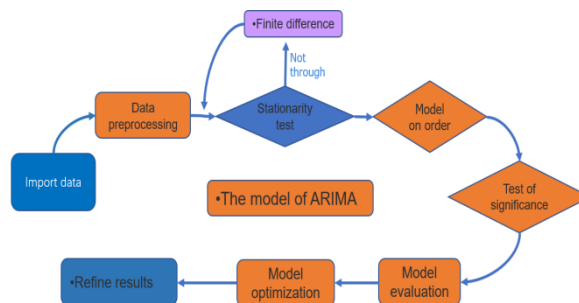 •Finite difference
Not
through
Data
preprocessing
Stationarity
test
Model
on order
Import data
•The model of ARIMA
Test of
significance
•Refine results
Model
optimization
Model
evaluation